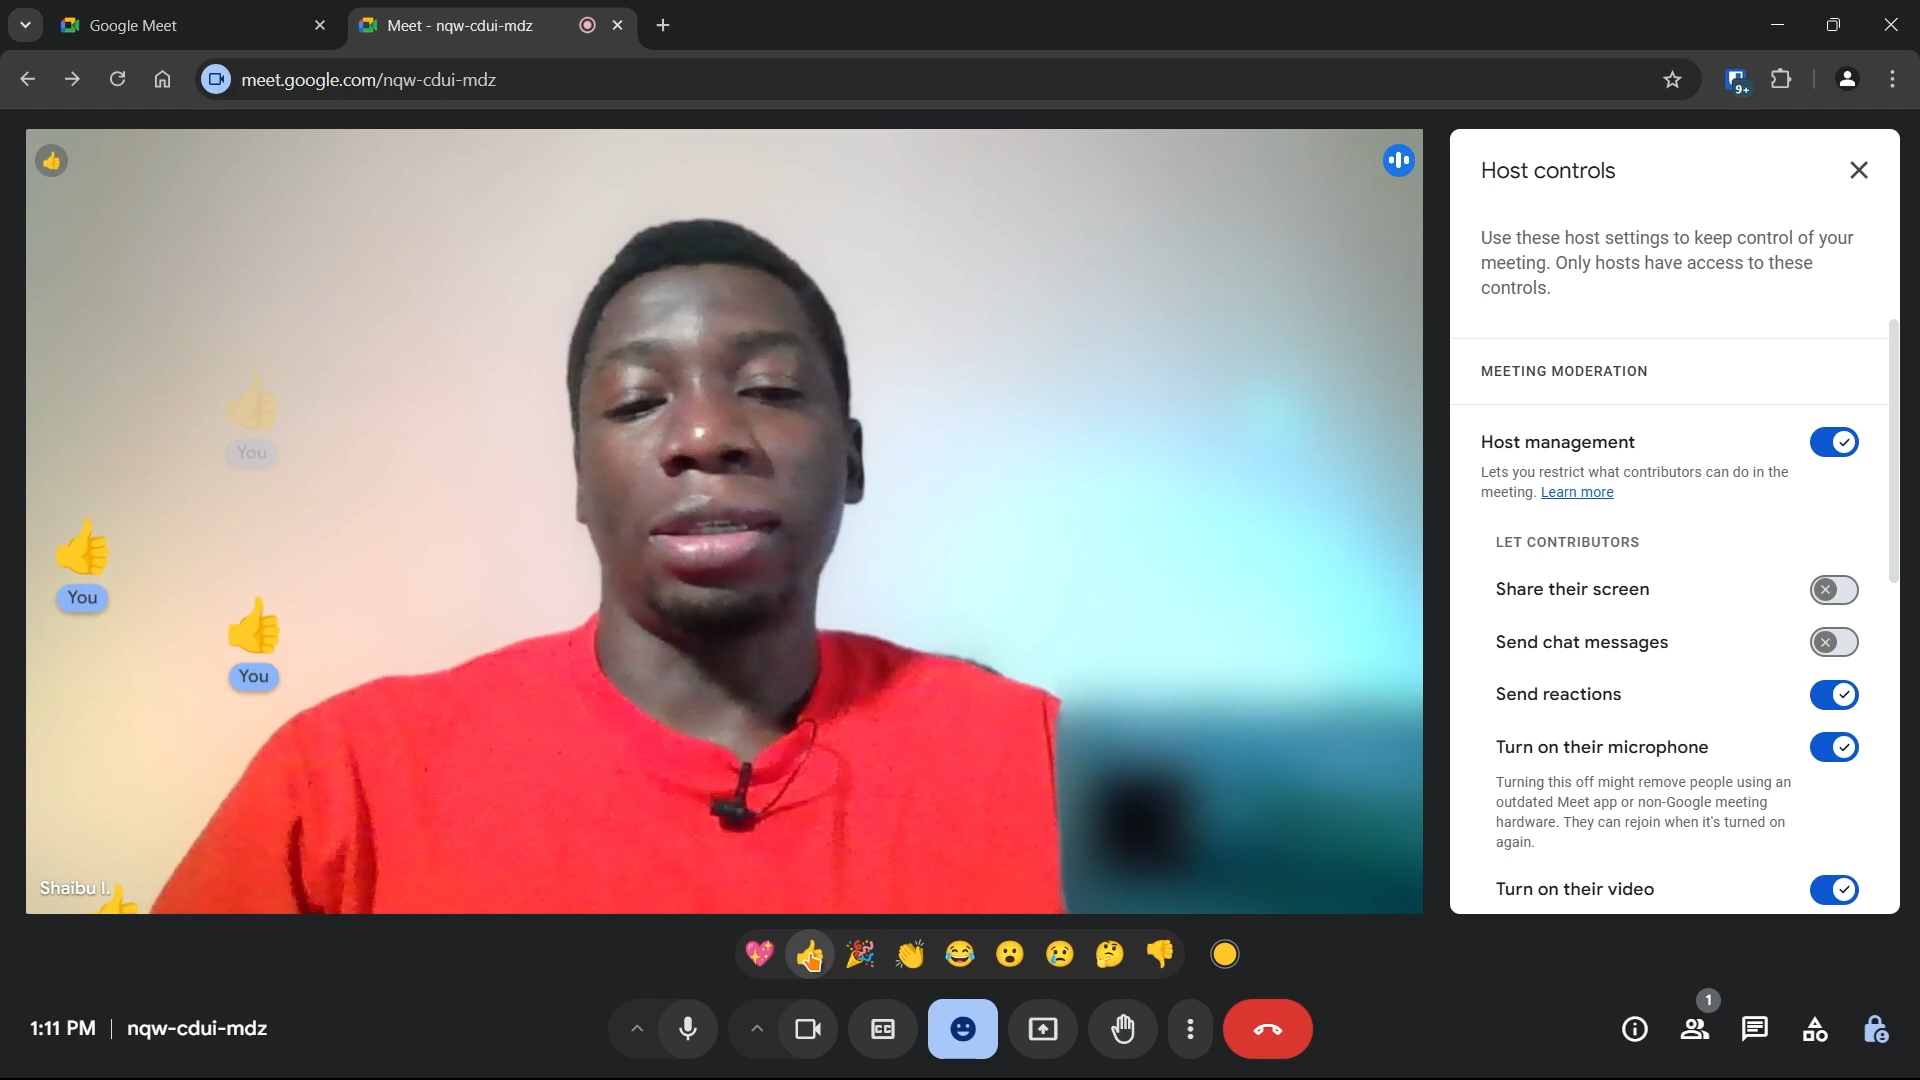 Google Meet
Meet - nqw-cdui-mdz
meet.google.com/nqw-cdui-mdz
9+
You
You
You
Shaibu I.
Host controls
Use these host settings to keep control of your
meeting. Only hosts have access to these
controls.
MEETING MODERATION
Host management
Lets you restrict what contributors can do in the
meeting. Learn more
LET CONTRIBUTORS
Share their screen
Send chat messages
Send reactions
Turn on their microphone
Turning this off might remove people using an
outdated Meet app or non-Google meeting
hardware. They can rejoin when it's turned on
again.
Turn on their video
1:11 PM | nqw-cdui-mdz
CC
1